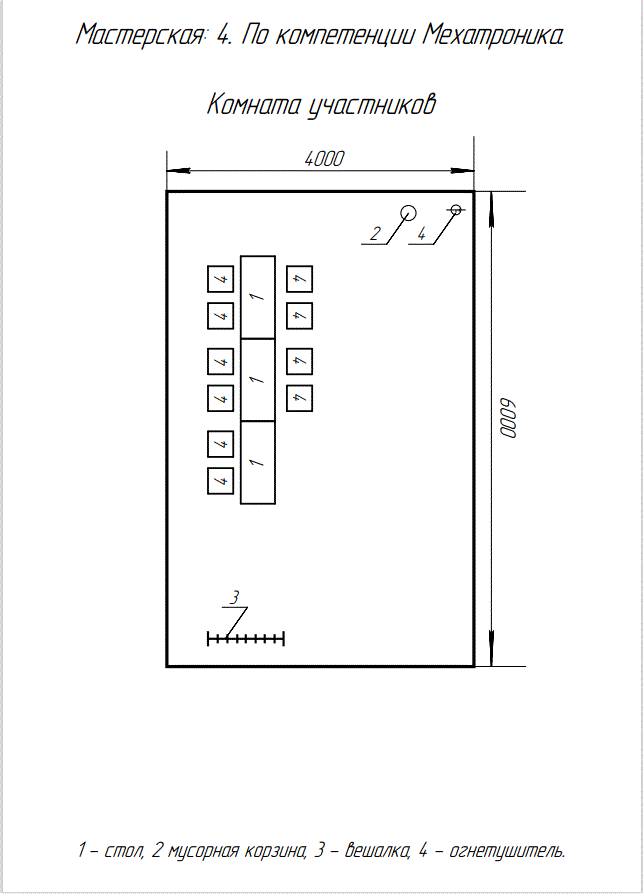 Мастерская: 4. По компетенции Мехатроника.
Комната участников
4000
2 4
4 1 4
4 4
4 1 4
4 4
4 1
4
6000
3
1 – стол, 2 мусорная корзина, 3 – вешалка, 4 – огнетушитель.